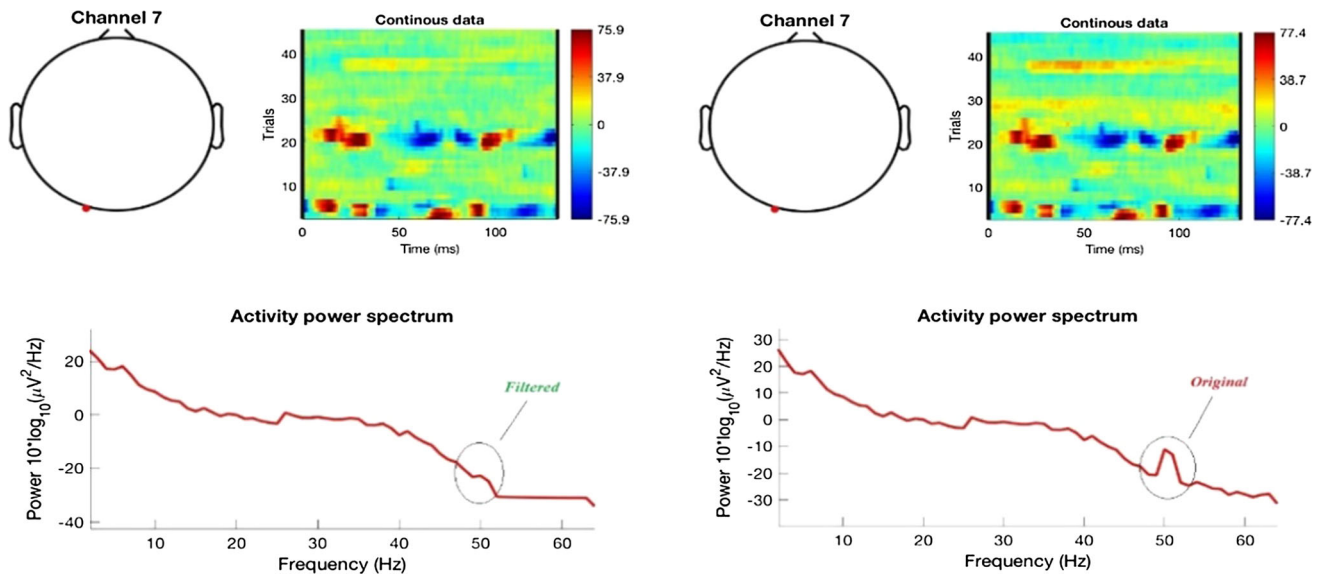 Channel 7
Continous data
40
30
20
10
Trials
0
50
100
Time (ms)
75.9
37.9
0
-37.9
-75.9
Channel 7
Continous data
40
30
20
10
Trials
0
50
100
Time (ms)
77.4
38.7
0
-38.7
-77.4
Activity power spectrum
Power 10*log10(μV2/Hz)
20
0
-20
-40
Filtered
10
20
30
40
50
60
Frequency (Hz)
Activity power spectrum
Power 10*log10(μV2/Hz)
30
20
10
0
-10
-20
-30
Original
10
20
30
40
50
60
Frequency (Hz)